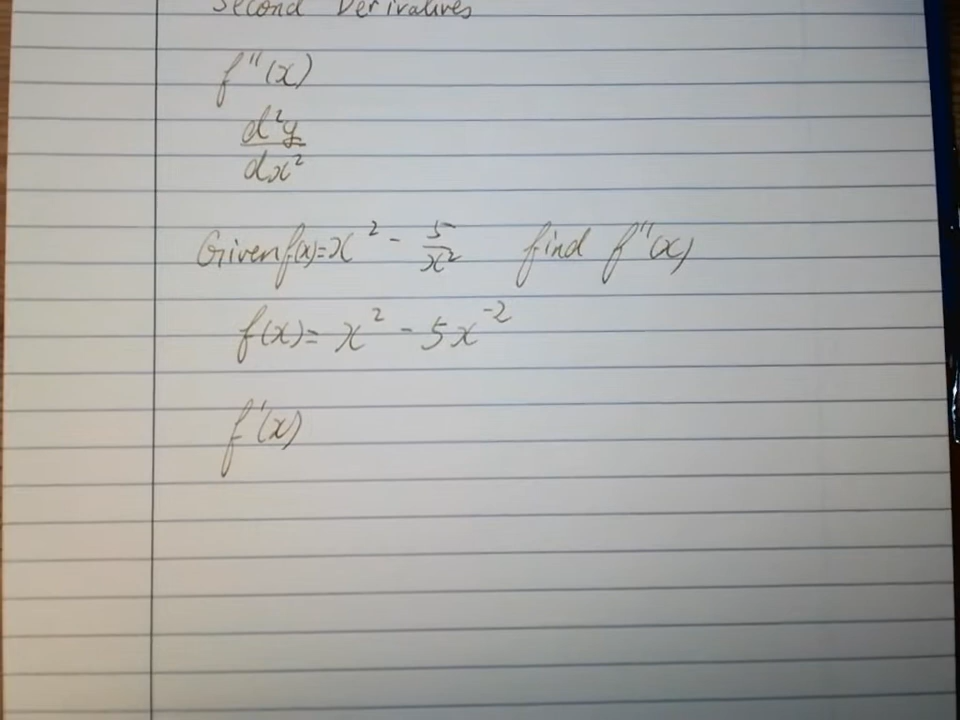 Second Derivatives
f''(x)
d²y
dx²
Given f(x)=x² - 5/x² find f''(x)
f(x)= x² - 5x⁻²
f'(x)